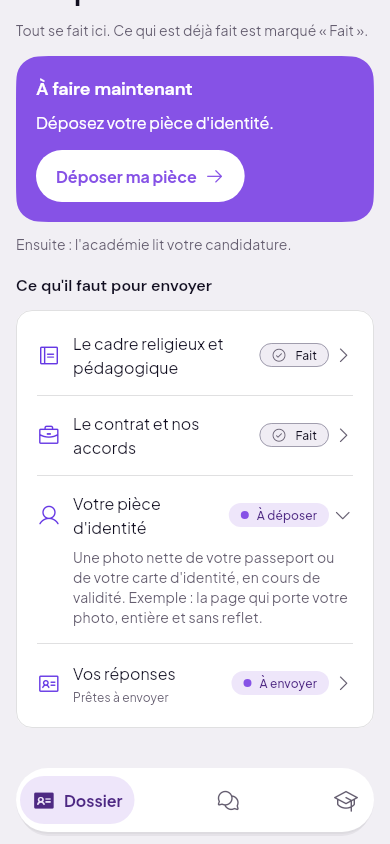 Tout se fait ici. Ce qui est déjà fait est marqué « Fait ».
À faire maintenant
Déposez votre pièce d'identité.
Déposer ma pièce
Ensuite : l'académie lit votre candidature.
Ce qu'il faut pour envoyer
Le cadre religieux et
pédagogique
Fait
Le contrat et nos
accords
Fait
Votre pièce
d'identité
À déposer
Une photo nette de votre passeport ou
de votre carte d'identité, en cours de
validité. Exemple : la page qui porte votre
photo, entière et sans reflet.
Vos réponses
Prêtes à envoyer
À envoyer
Dossier